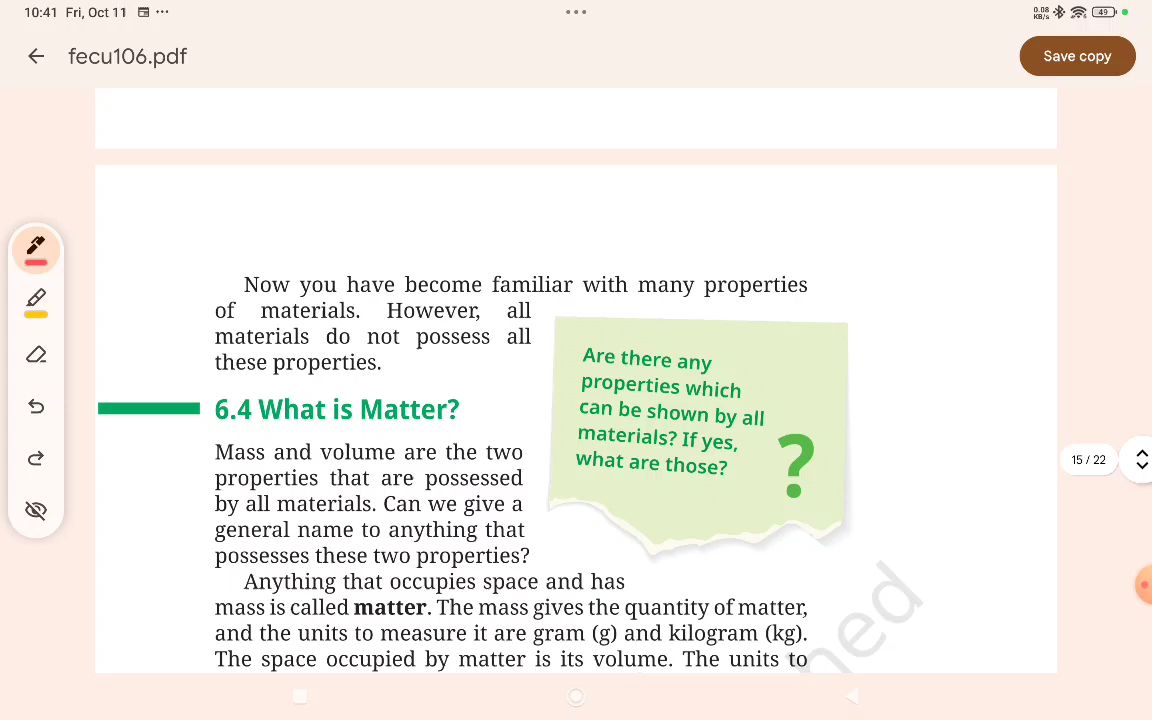 10:41 Fri, Oct 11
0.08
KB/s
49
fecu106.pdf
Save copy
Now you have become familiar with many properties
of materials. However, all
materials do not possess all
these properties.
Are there any
properties which
can be shown by all
materials? If yes,
what are those?
?
6.4 What is Matter?
Mass and volume are the two
properties that are possessed
by all materials. Can we give a
general name to anything that
possesses these two properties?
Anything that occupies space and has
mass is called matter. The mass gives the quantity of matter,
and the units to measure it are gram (g) and kilogram (kg).
The space occupied by matter is its volume. The units to
15 / 22